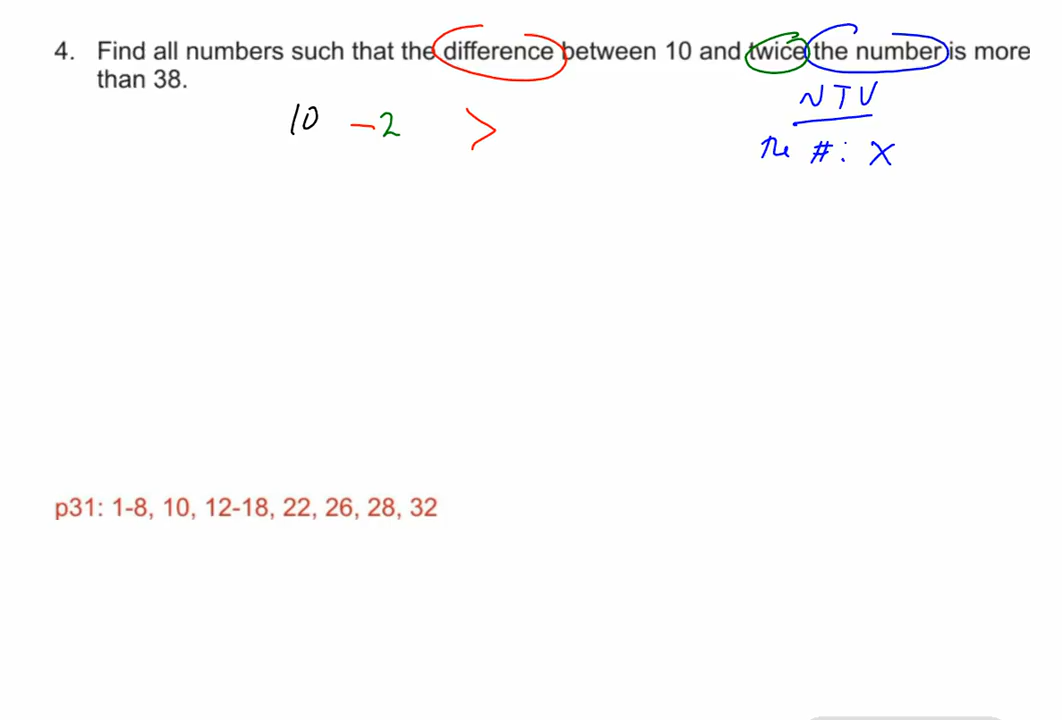 4. Find all numbers such that the difference between 10 and twice the number is more
than 38.
NTV
10 -2 >
the #: X
p31: 1-8, 10, 12-18, 22, 26, 28, 32